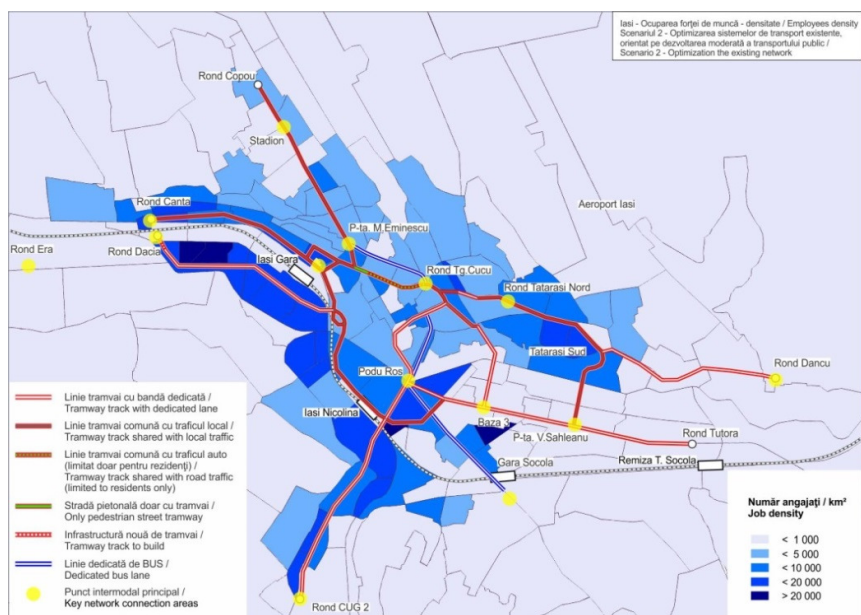 Iasi - Ocuparea forţei de muncă - densitate / Employees density
Scenariul 2 - Optimizarea sistemelor de transport existente,
orientat pe dezvoltarea moderată a transportului public /
Scenario 2 - Optimization the existing network
Rond Copou
Stadion
Aeroport Iasi
Rond Canta
P-ta. M.Eminescu
Rond Era
Rond Dacia
Iasi Gara
Rond Tg.Cucu
Rond Tatarasi Nord
Tatarasi Sud
Rond Dancu
Podu Ros
Iasi Nicolina
Baza 3
P-ta. V.Sahleanu
Rond Tutora
Gara Socola
Remiza T. Socola
Rond CUG 2
Linie tramvai cu bandă dedicată /
Tramway track with dedicated lane
Linie tramvai comună cu traficul local /
Tramway track shared with local traffic
Linie tramvai comună cu traficul auto
(limitat doar pentru rezidenţi) /
Tramway track shared with road traffic
(limited to residents only)
Stradă pietonală doar cu tramvai /
Only pedestrian street tramway
Infrastructură nouă de tramvai /
Tramway track to build
Linie dedicată de BUS /
Dedicated bus lane
Punct intermodal principal /
Key network connection areas
Număr angajaţi / km²
Job density
< 1 000
< 5 000
< 10 000
< 20 000
> 20 000